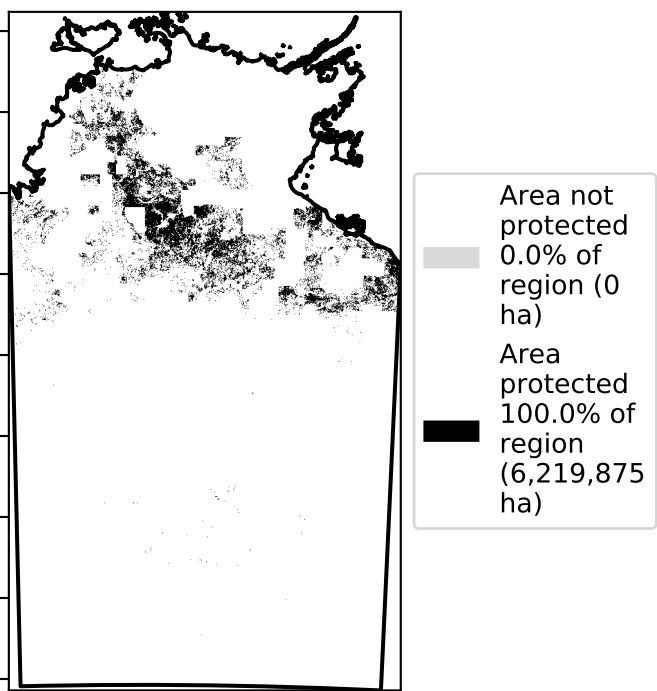 Area not
protected
0.0% of
region (0
ha)
Area
protected
100.0% of
region
(6,219,875
ha)